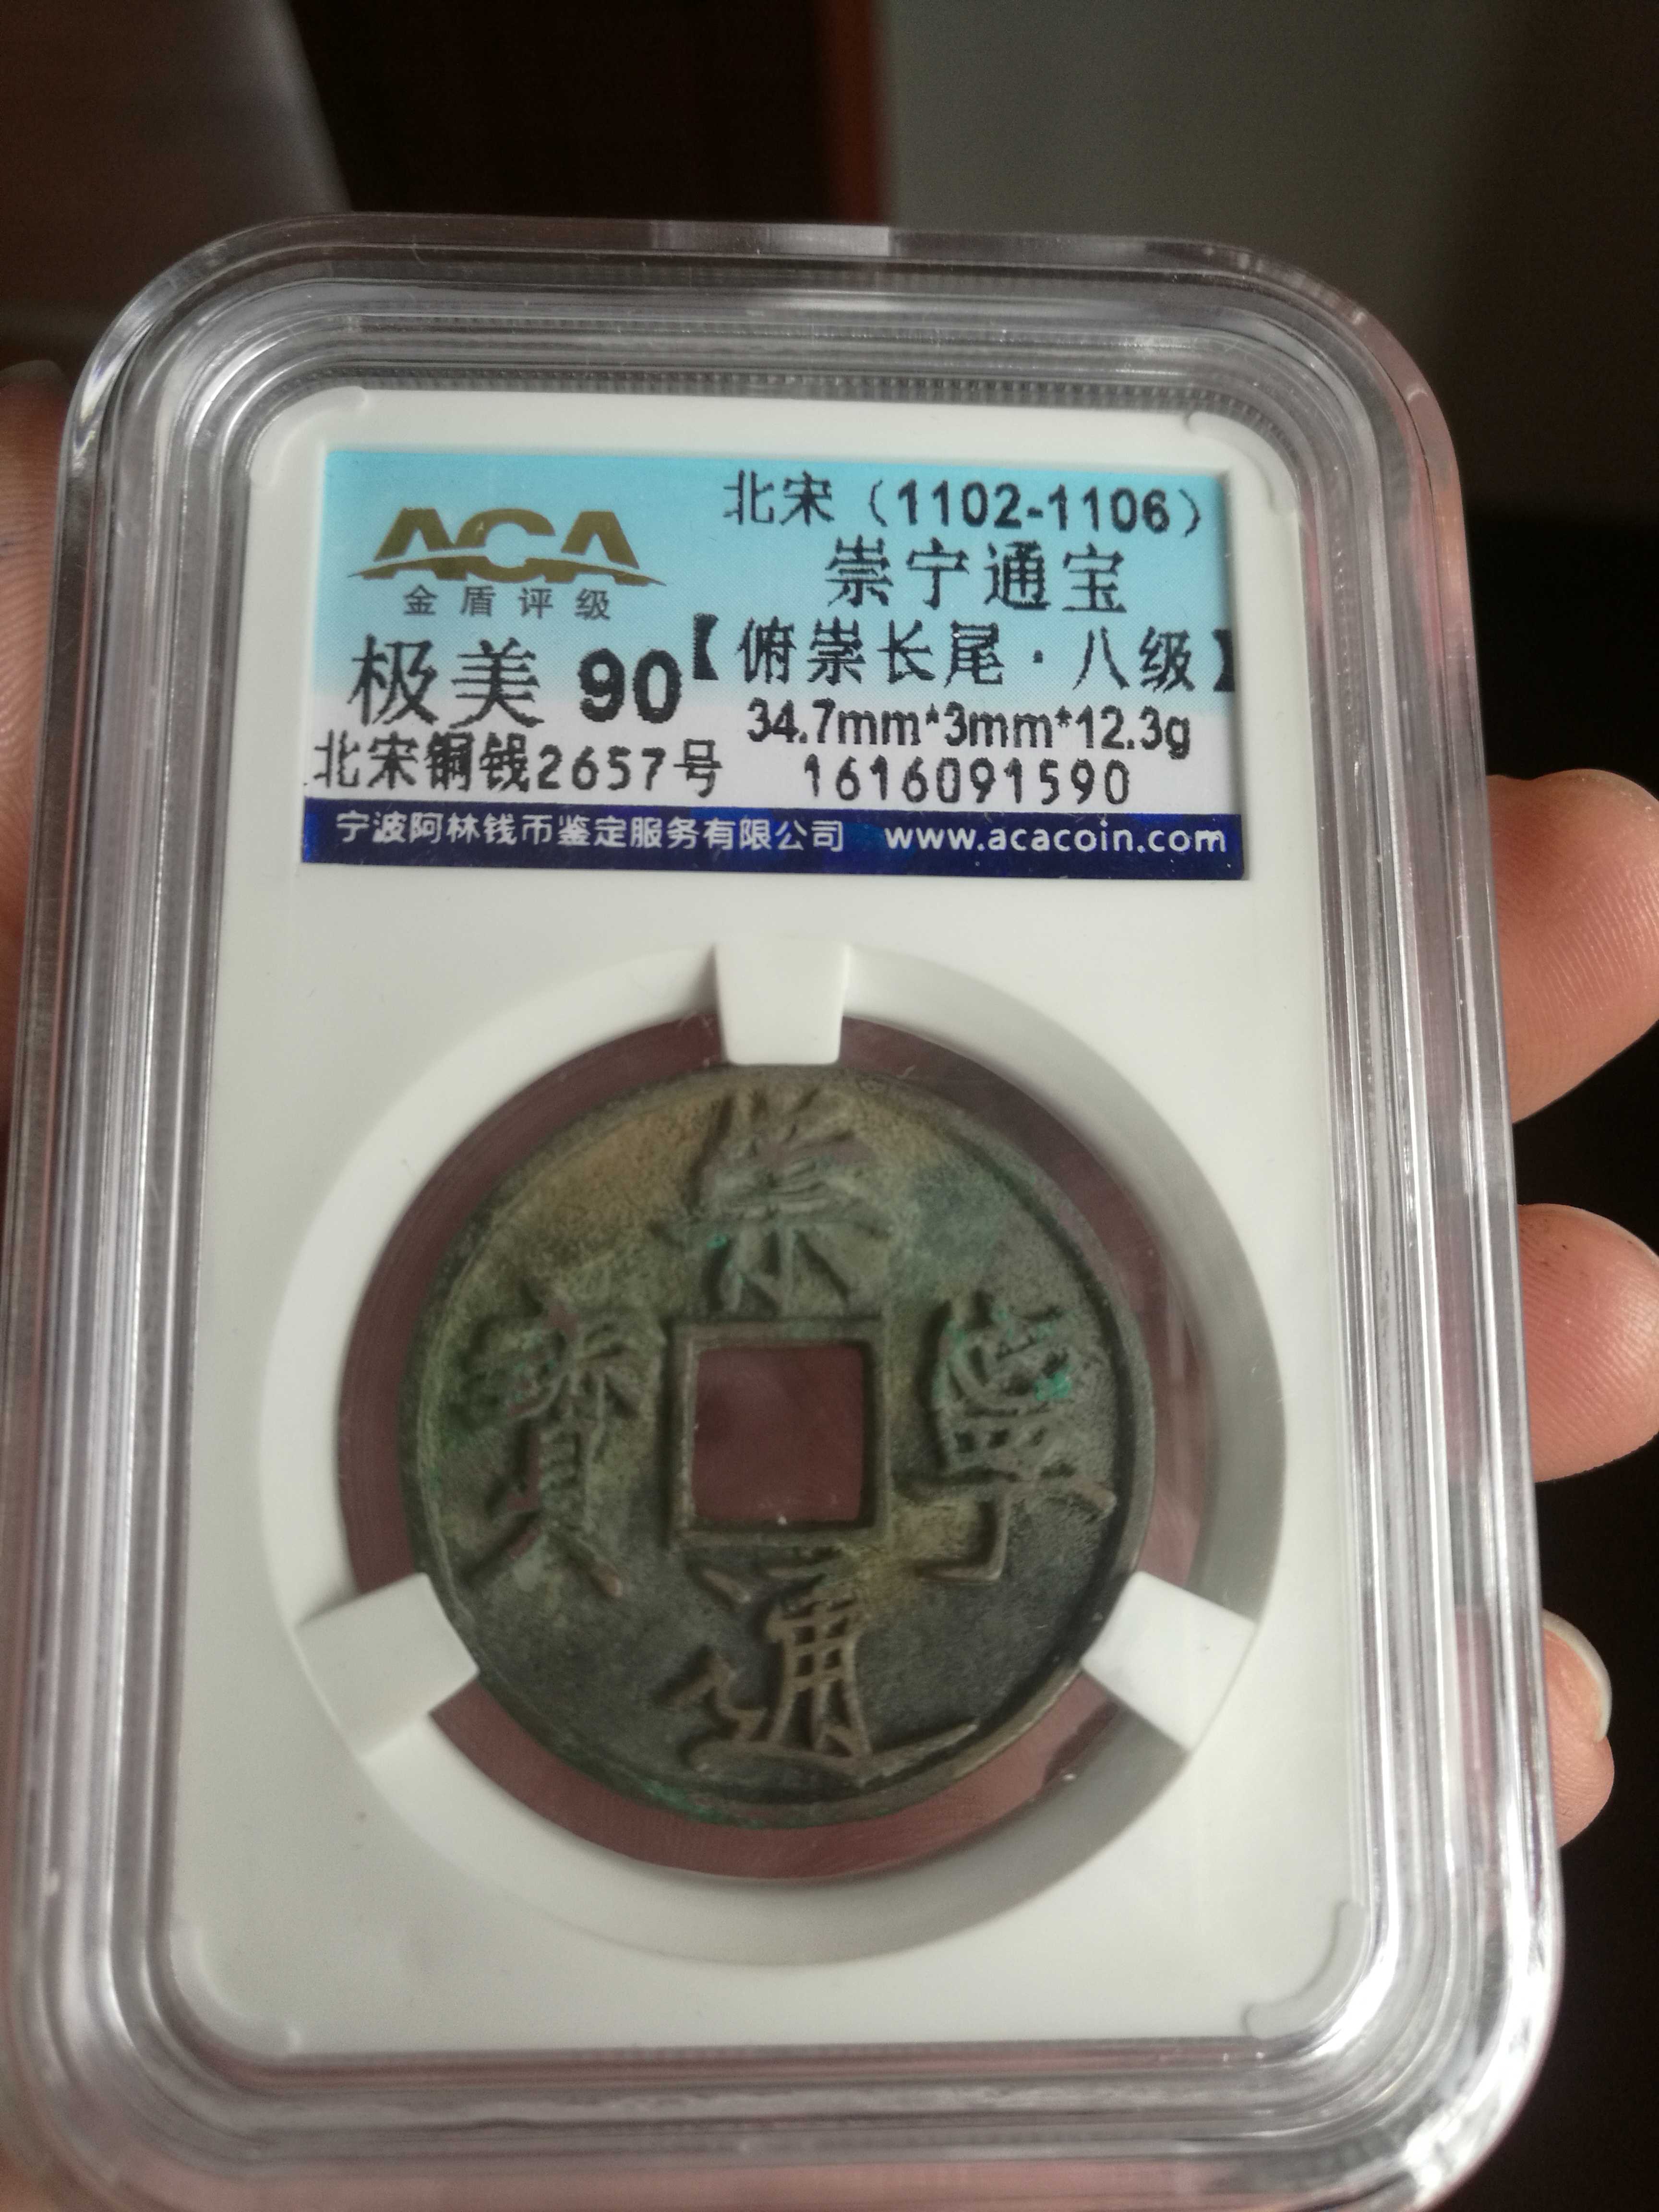 ACA
金盾评级
极美 90
北宋铜钱2657号
北宋（1102-1106）
崇宁通宝
【俯崇长尾·八级】
34.7mm*3mm*12.3g
1616091590
宁波阿林钱币鉴定服务有限公司 www.acacoin.com
崇寧通寳